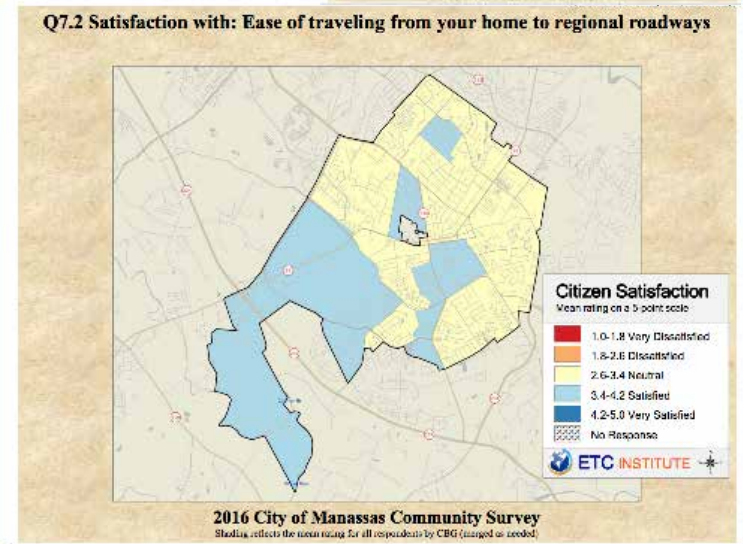 Q7.2 Satisfaction with: Ease of traveling from your home to regional roadways
Citizen Satisfaction
Mean rating on a 5-point scale
1.0-1.8 Very Dissatisfied
1.8-2.6 Dissatisfied
2.6-3.4 Neutral
3.4-4.2 Satisfied
4.2-5.0 Very Satisfied
No Response
ETC INSTITUTE
2016 City of Manassas Community Survey
Shading reflects the mean rating for all respondents by CBG (merged as needed)